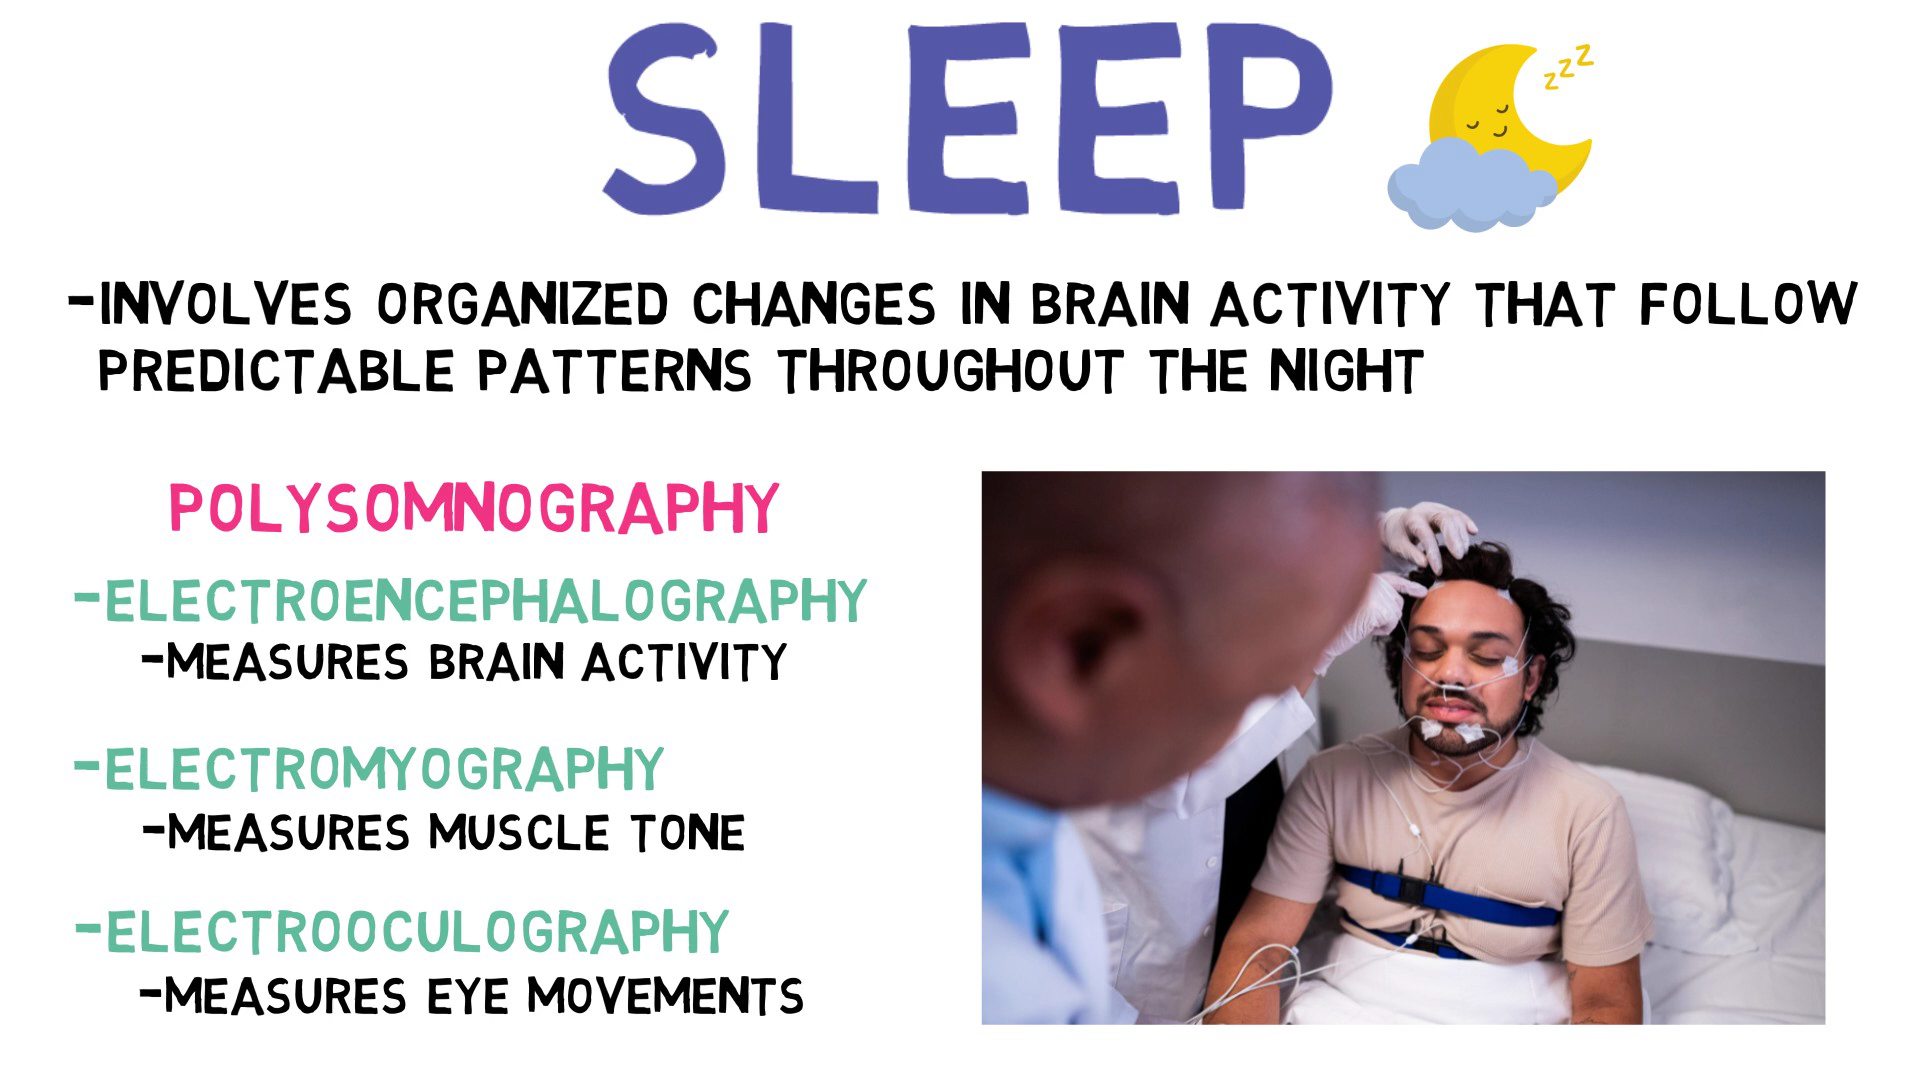 SLEEP
zzz
-INVOLVES ORGANIZED CHANGES IN BRAIN ACTIVITY THAT FOLLOW
PREDICTABLE PATTERNS THROUGHOUT THE NIGHT
POLYSOMNOGRAPHY
-ELECTROENCEPHALOGRAPHY
-MEASURES BRAIN ACTIVITY
-ELECTROMYOGRAPHY
-MEASURES MUSCLE TONE
-ELECTROOCULOGRAPHY
-MEASURES EYE MOVEMENTS